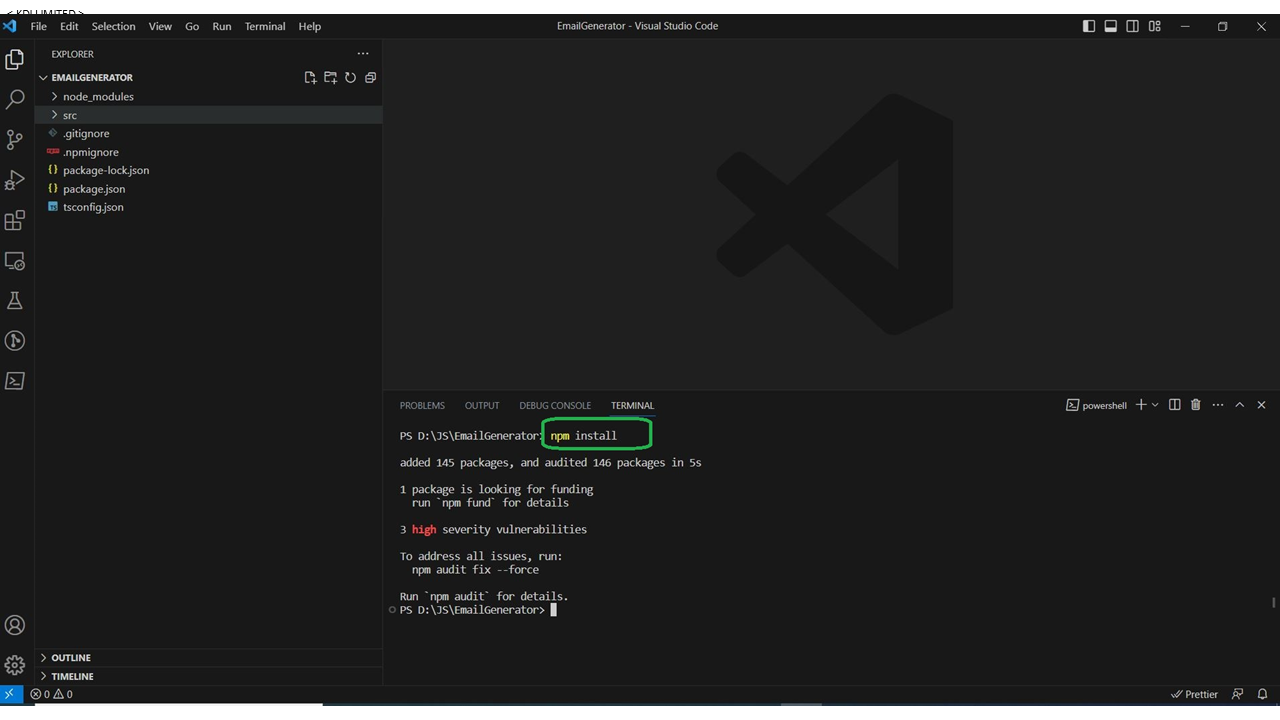 < KDI LIMITED >
File Edit Selection View Go Run Terminal Help
EmailGenerator - Visual Studio Code
EXPLORER
EMAILGENERATOR
node_modules
src
.gitignore
.npmignore
package-lock.json
package.json
tsconfig.json
OUTLINE
TIMELINE
PROBLEMS OUTPUT DEBUG CONSOLE TERMINAL
powershell
PS D:\JS\EmailGenerator> npm install
added 145 packages, and audited 146 packages in 5s
1 package is looking for funding
run `npm fund` for details
3 high severity vulnerabilities
To address all issues, run:
npm audit fix --force
Run `npm audit` for details.
PS D:\JS\EmailGenerator>
0 0
Prettier